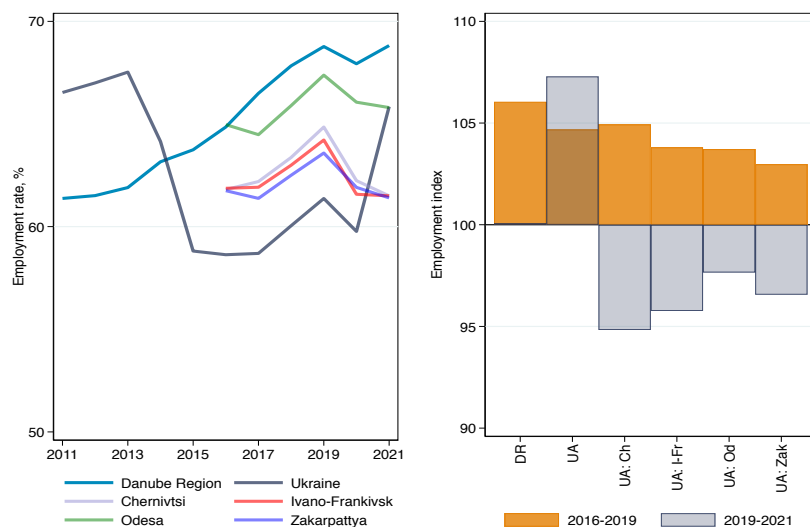 70
60
50
Employment rate, %
2011 2013 2015 2017 2019 2021
Danube Region
Ukraine
Chernivtsi
Ivano-Frankivsk
Odesa
Zakarpattya
110
105
100
95
90
Employment index
DR
UA
UA: Ch
UA: I-Fr
UA: Od
UA: Zak
2016-2019
2019-2021